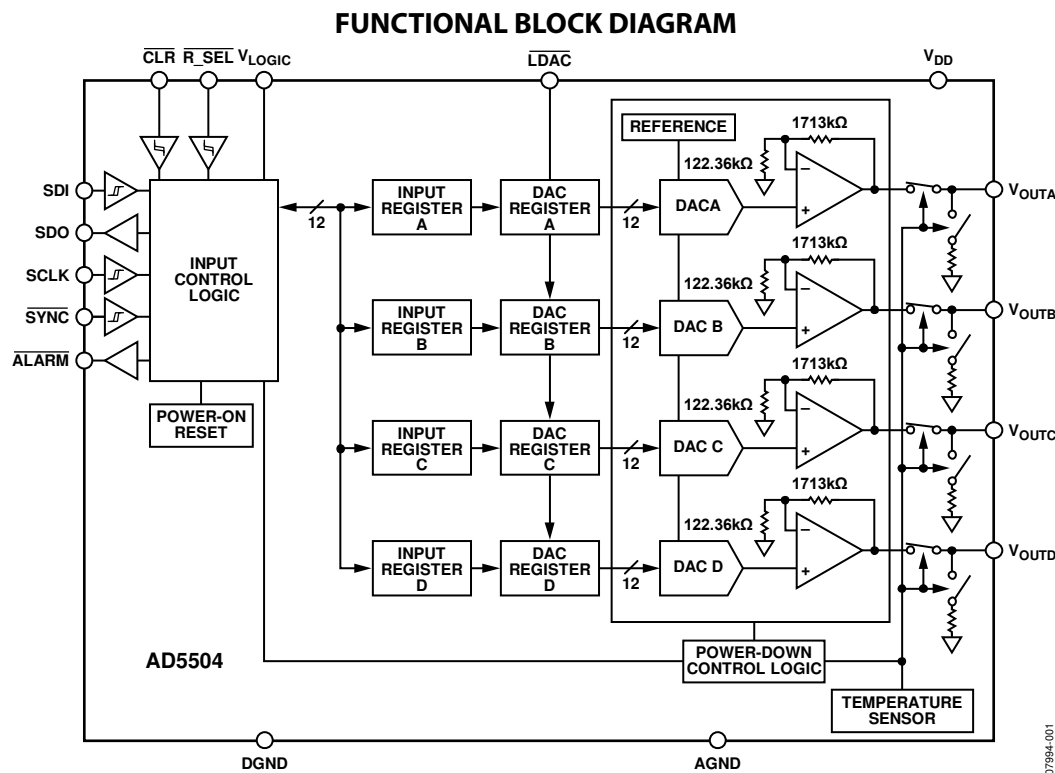 FUNCTIONAL BLOCK DIAGRAM
CLR R_SEL VLOGIC LDAC VDD
REFERENCE
1713kΩ
122.36kΩ
SDI
SDO
SCLK
SYNC
ALARM
INPUT
CONTROL
LOGIC
POWER-ON
RESET
12
INPUT
REGISTER
A
DAC
REGISTER
A
12
DACA
−
+
VOUTA
1713kΩ
122.36kΩ
INPUT
REGISTER
B
DAC
REGISTER
B
12
DAC B
−
+
VOUTB
1713kΩ
122.36kΩ
INPUT
REGISTER
C
DAC
REGISTER
C
12
DAC C
−
+
VOUTC
1713kΩ
122.36kΩ
INPUT
REGISTER
D
DAC
REGISTER
D
12
DAC D
−
+
VOUTD
AD5504
POWER-DOWN
CONTROL LOGIC
TEMPERATURE
SENSOR
DGND
AGND
07994-001